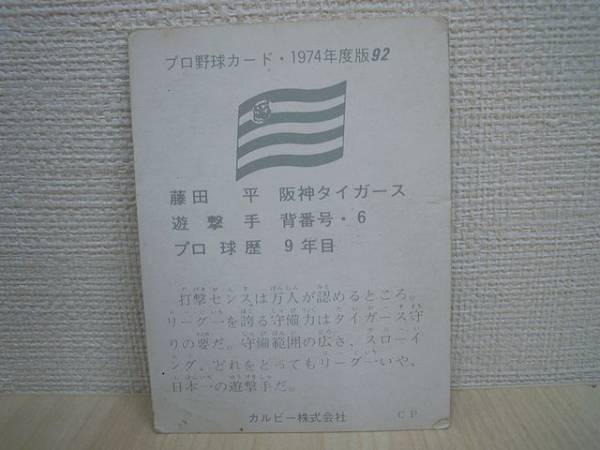 プロ野球カード・1974年度版92
藤田 平 阪神タイガース
遊撃手 背番号・6
プロ球歴 9年目
打撃センスは万人が認めるところ。
リーグ一を誇る守備力はタイガース守
りの要だ。守備範囲の広さ、スローイ
ング、どれをとってもリーグ一いや、
日本一の遊撃手だ。
カルビー株式会社 C P